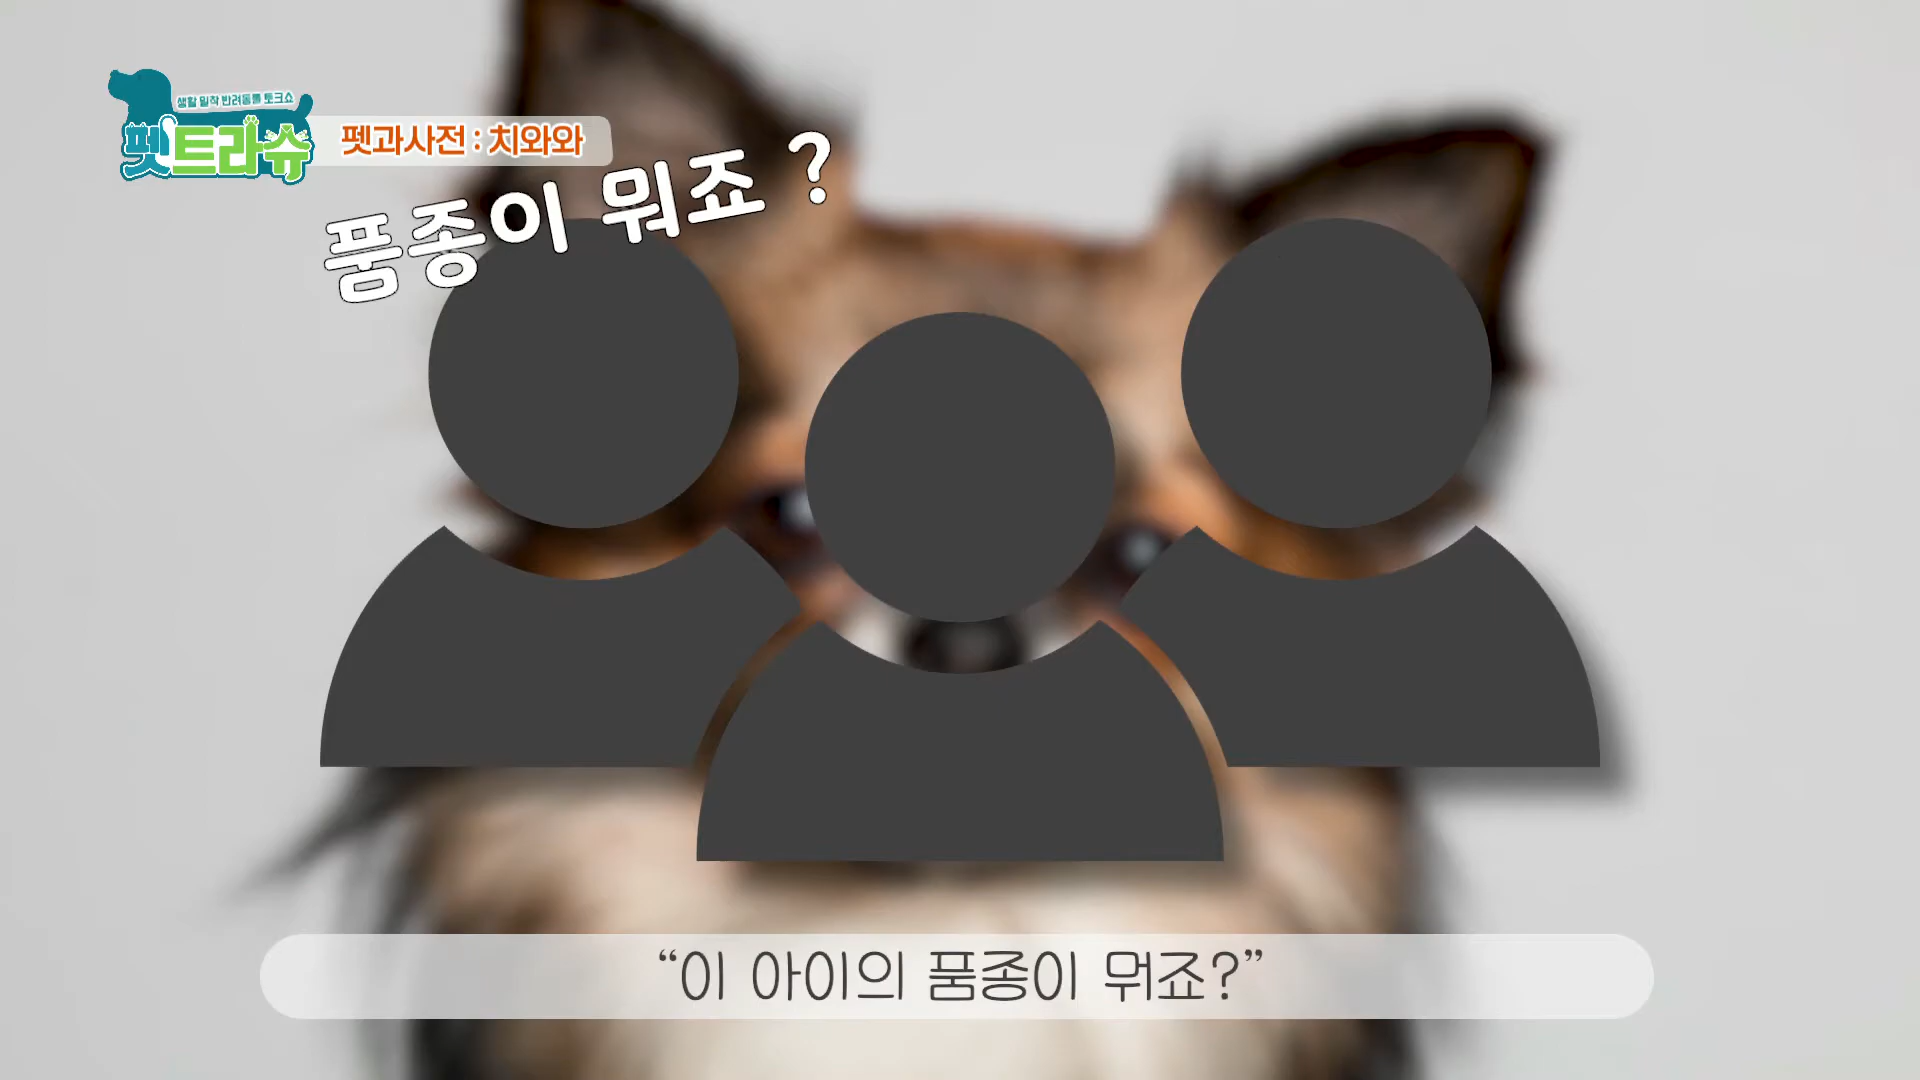 생활 밀착 반려동물 토크쇼
펫트라슈
펫과사전 : 치와와
품종이 뭐죠 ?
“이 아이의 품종이 뭐죠?”